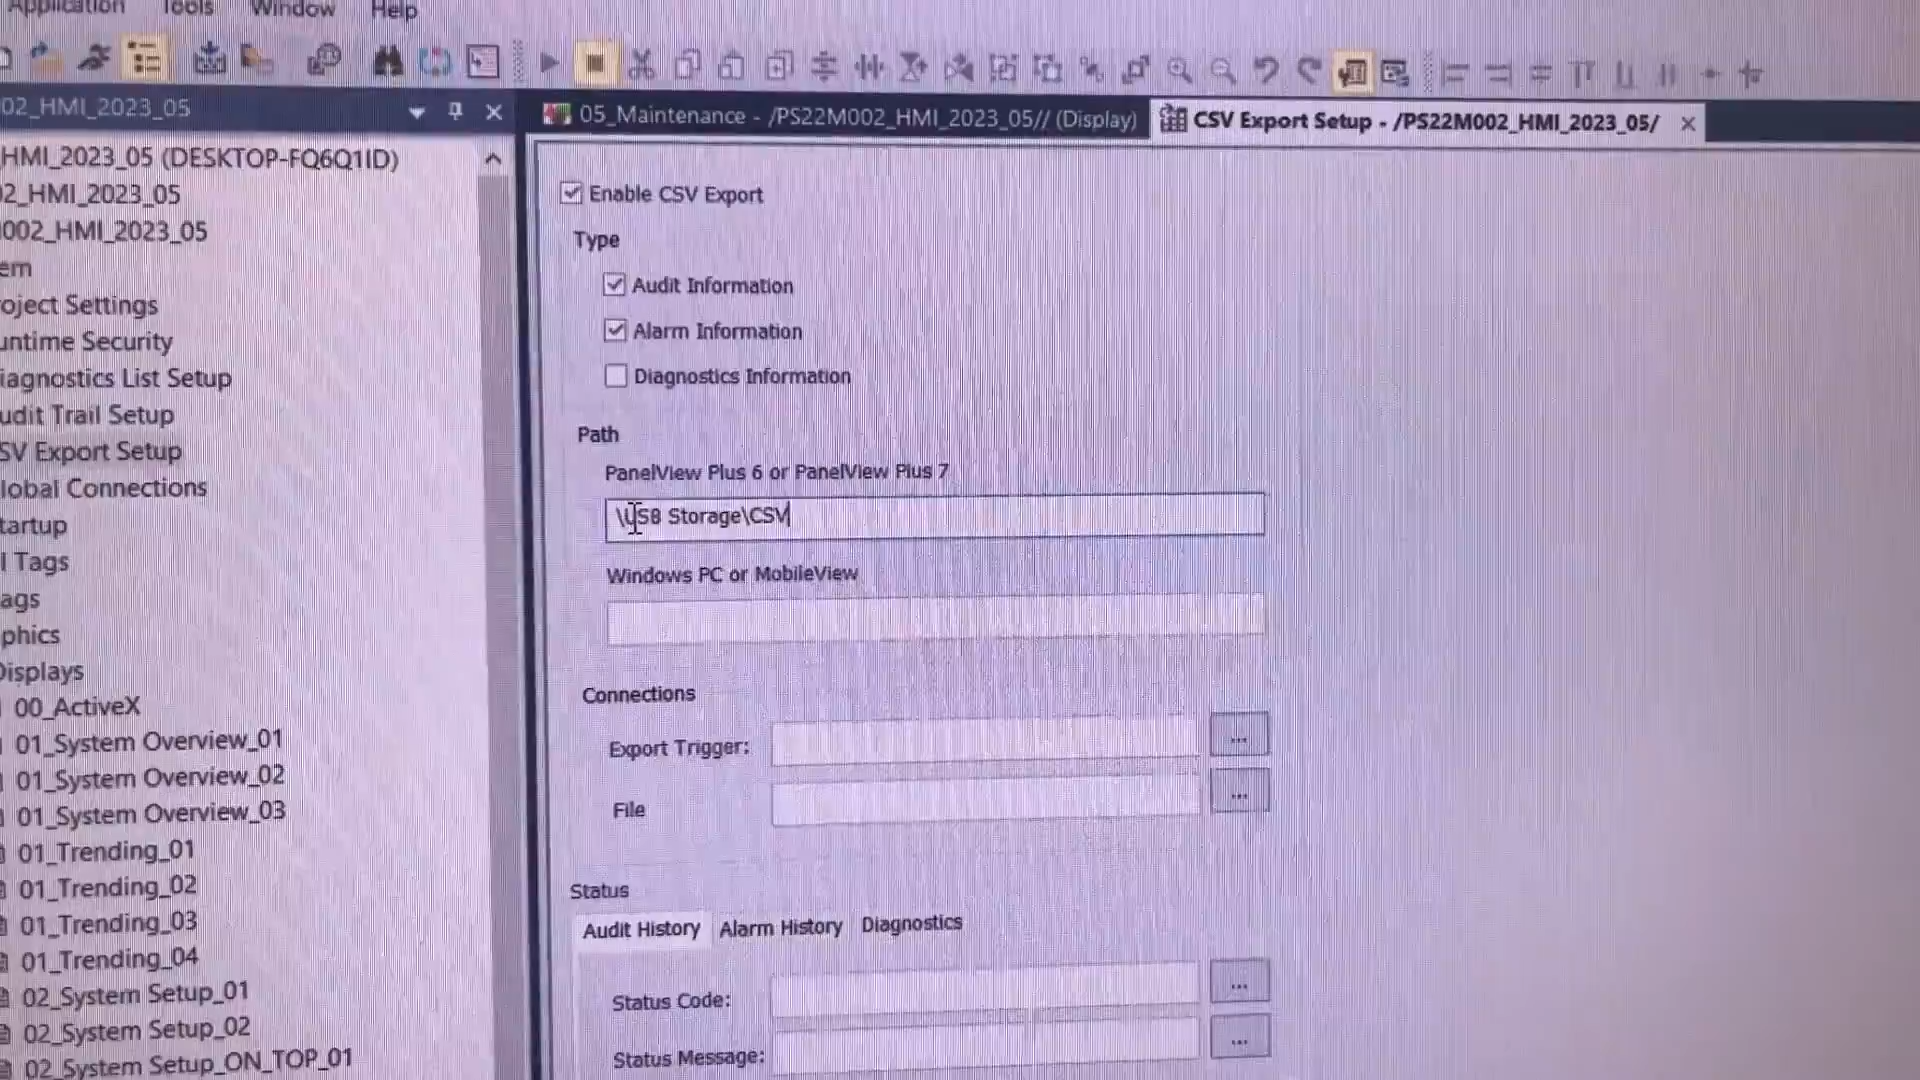 Application Tools Window Help
02_HMI_2023_05
05_Maintenance - /PS22M002_HMI_2023_05// (Display)
CSV Export Setup - /PS22M002_HMI_2023_05/
HMI_2023_05 (DESKTOP-FQ6Q1ID)
02_HMI_2023_05
002_HMI_2023_05
em
oject Settings
untime Security
iagnostics List Setup
udit Trail Setup
SV Export Setup
lobal Connections
tartup
I Tags
ags
phics
Displays
00_ActiveX
01_System Overview_01
01_System Overview_02
01_System Overview_03
01_Trending_01
01_Trending_02
01_Trending_03
01_Trending_04
02_System Setup_01
02_System Setup_02
02_System Setup_ON_TOP_01
Enable CSV Export
Type
Audit Information
Alarm Information
Diagnostics Information
Path
PanelView Plus 6 or PanelView Plus 7
\USB Storage\CSV
Windows PC or MobileView
Connections
Export Trigger:
...
File
...
Status
Audit History Alarm History Diagnostics
Status Code:
...
Status Message:
...